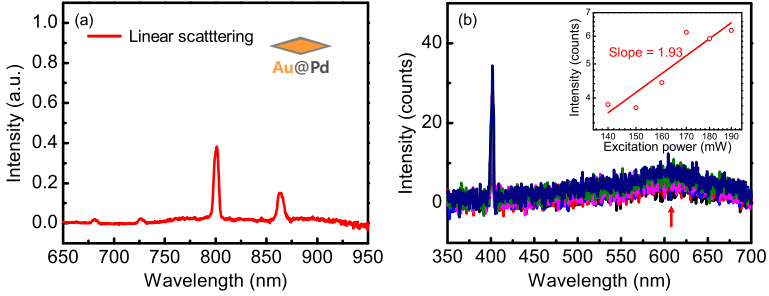 (a)
Linear scatttering
Au@Pd
Intensity (a.u.)
1.0
0.8
0.6
0.4
0.2
0.0
650 700 750 800 850 900 950
Wavelength (nm)
(b)
Intensity (counts)
40
20
0
350 400 450 500 550 600 650 700
Wavelength (nm)
Intensity (counts)
7
6
5
4
Slope = 1.93
140 150 160 170 180 190
Excitation power (mW)